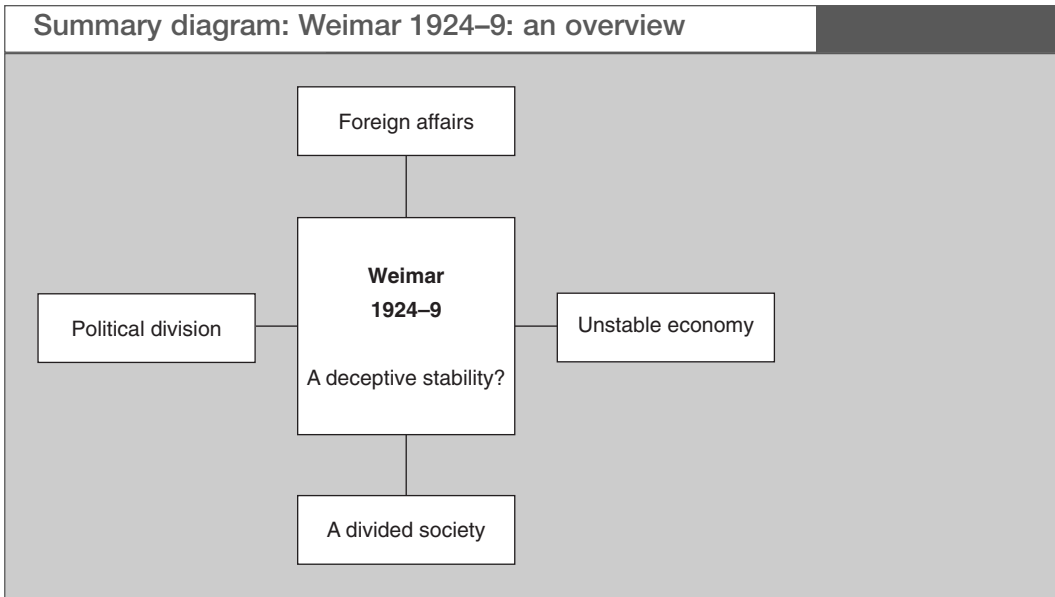 Summary diagram: Weimar 1924–9: an overview
Foreign affairs
Weimar
1924–9
A deceptive stability?
Political division
Unstable economy
A divided society